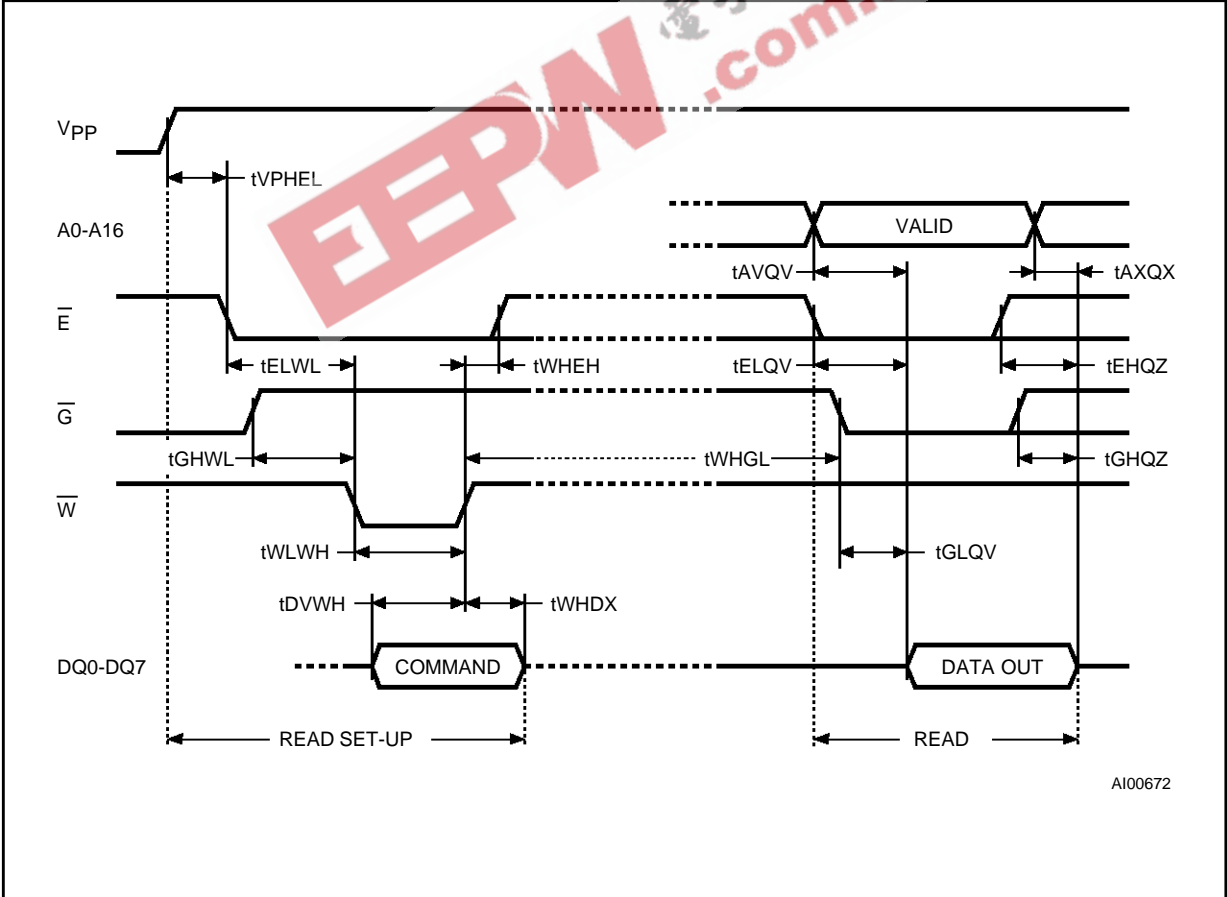 EEPW .com.
VPP
tVPHEL
A0-A16
VALID
tAVQV
tAXQX
E
tELWL
tWHEH
tELQV
tEHQZ
G
tGHWL
tWHGL
tGHQZ
W
tWLWH
tGLQV
tDVWH
tWHDX
DQ0-DQ7
COMMAND
DATA OUT
READ SET-UP
READ
AI00672